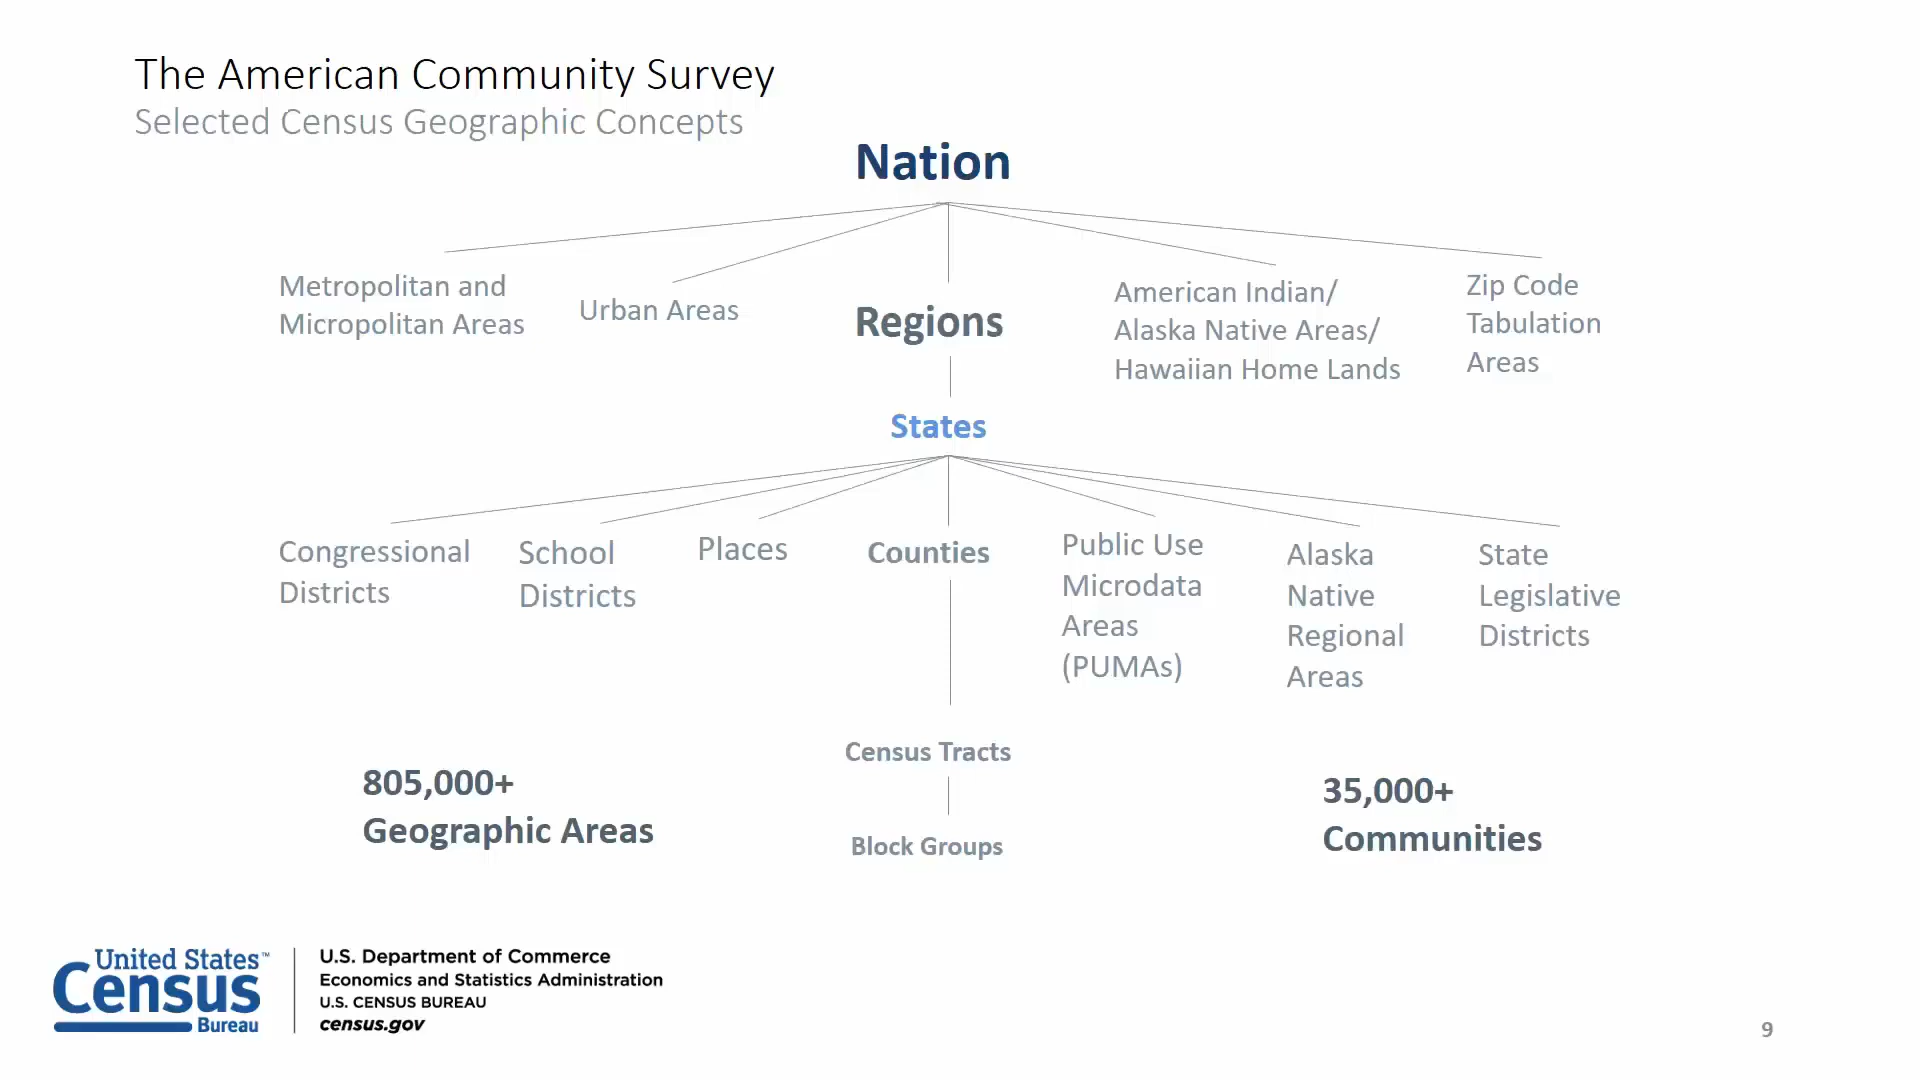 The American Community Survey
Selected Census Geographic Concepts
Nation
Metropolitan and
Micropolitan Areas
Urban Areas
Regions
American Indian/
Alaska Native Areas/
Hawaiian Home Lands
Zip Code
Tabulation
Areas
States
Congressional
Districts
School
Districts
Places
Counties
Public Use
Microdata
Areas
(PUMAs)
Alaska
Native
Regional
Areas
State
Legislative
Districts
Census Tracts
805,000+
Geographic Areas
35,000+
Communities
Block Groups
United States™
Census
Bureau
U.S. Department of Commerce
Economics and Statistics Administration
U.S. CENSUS BUREAU
census.gov
9